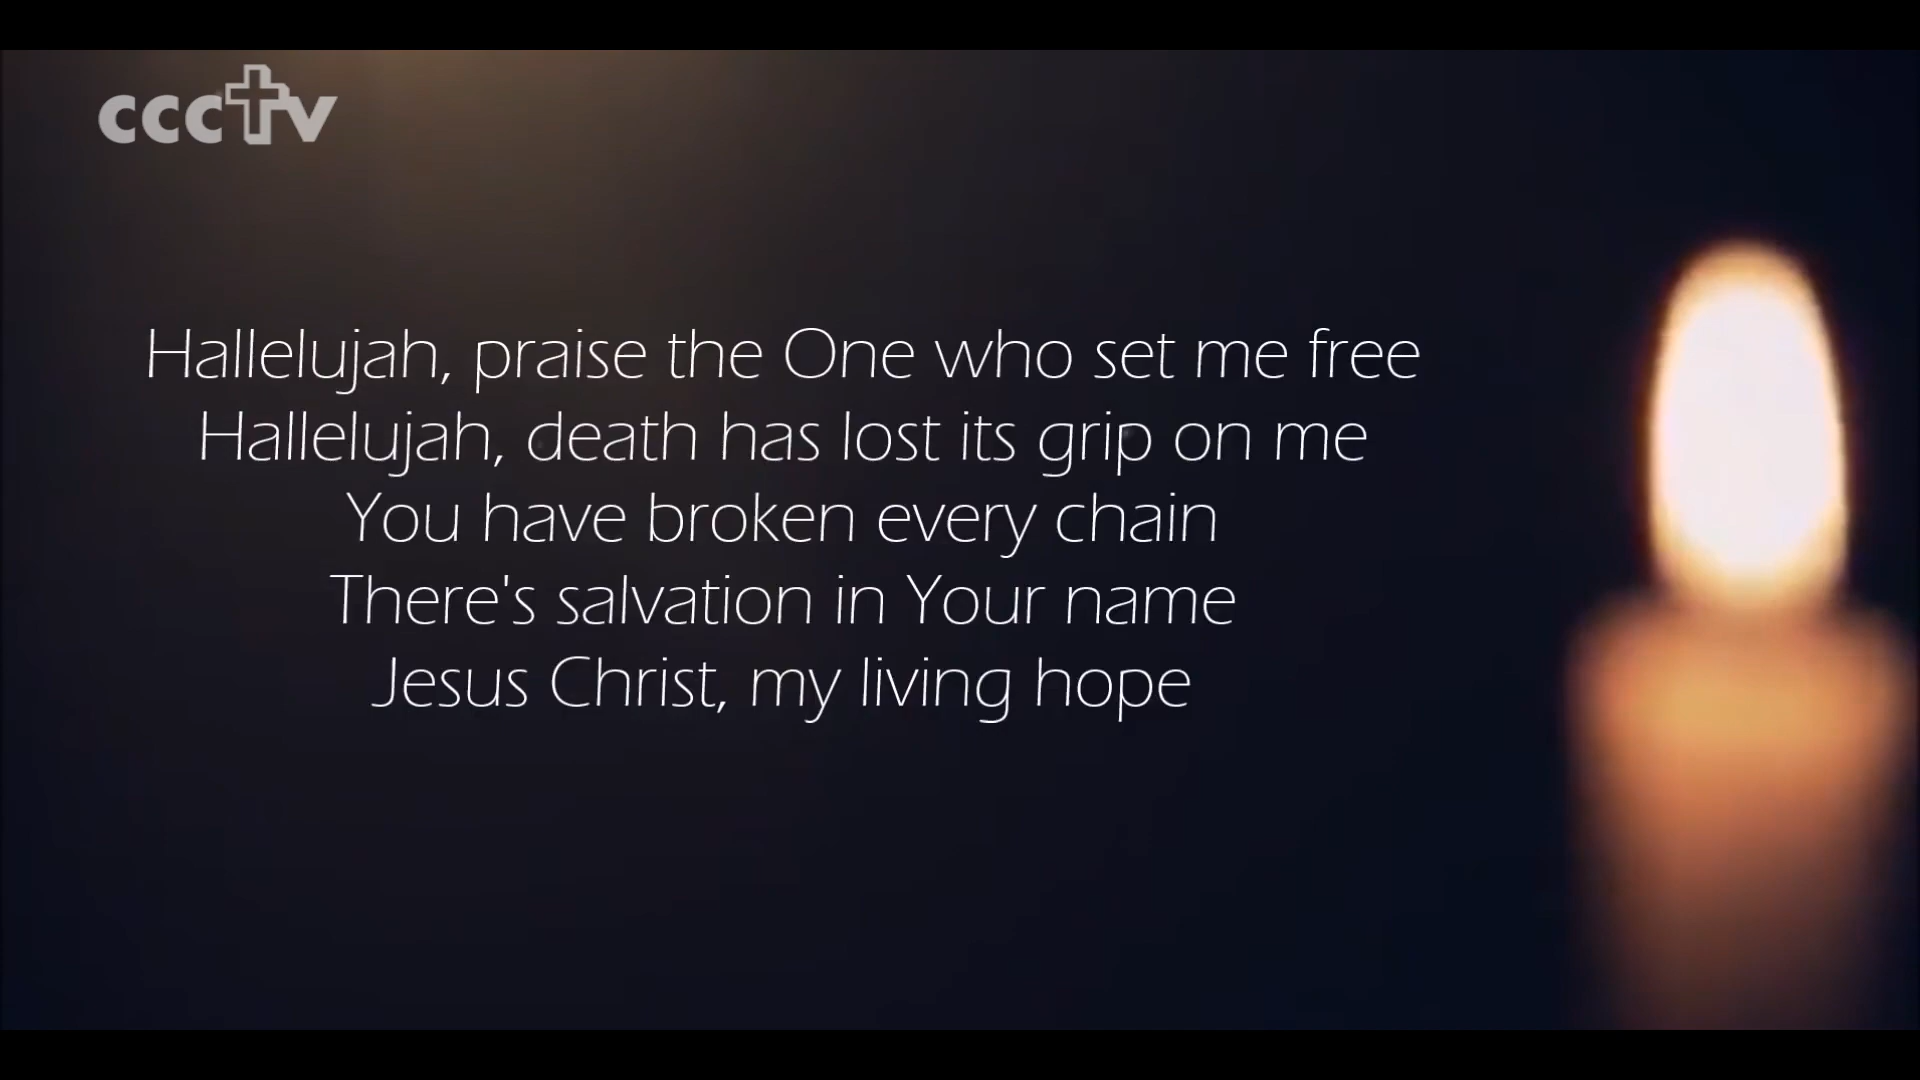 ccctv
Hallelujah, praise the One who set me free
Hallelujah, death has lost its grip on me
You have broken every chain
There's salvation in Your name
Jesus Christ, my living hope